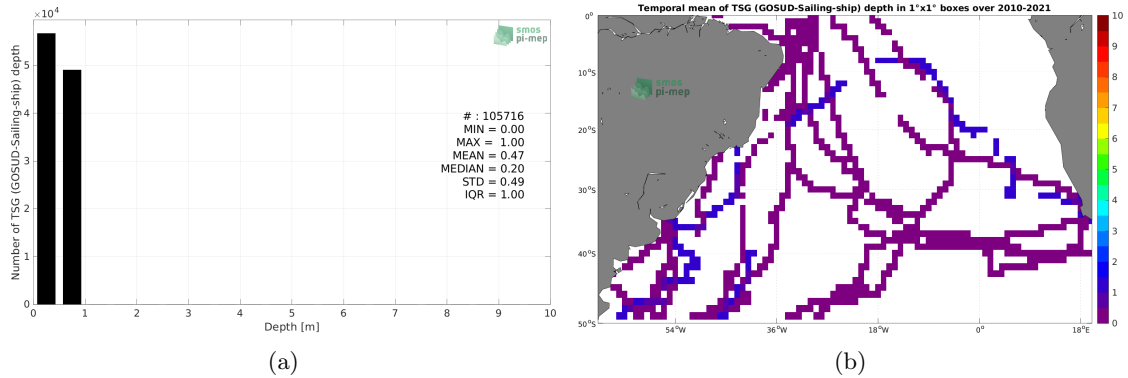 ×10⁴
5
4
3
2
1
0
Number of TSG (GOSUD-Sailing-ship) depth
smos
pi-mep
# : 105716
MIN = 0.00
MAX = 1.00
MEAN = 0.47
MEDIAN = 0.20
STD = 0.49
IQR = 1.00
0 1 2 3 4 5 6 7 8 9 10
Depth [m]
(a)
Temporal mean of TSG (GOSUD-Sailing-ship) depth in 1°x1° boxes over 2010-2021
0°
10°S
20°S
30°S
40°S
50°S
smos
pi-mep
54°W 36°W 18°W 0° 18°E
10
9
8
7
6
5
4
3
2
1
0
(b)